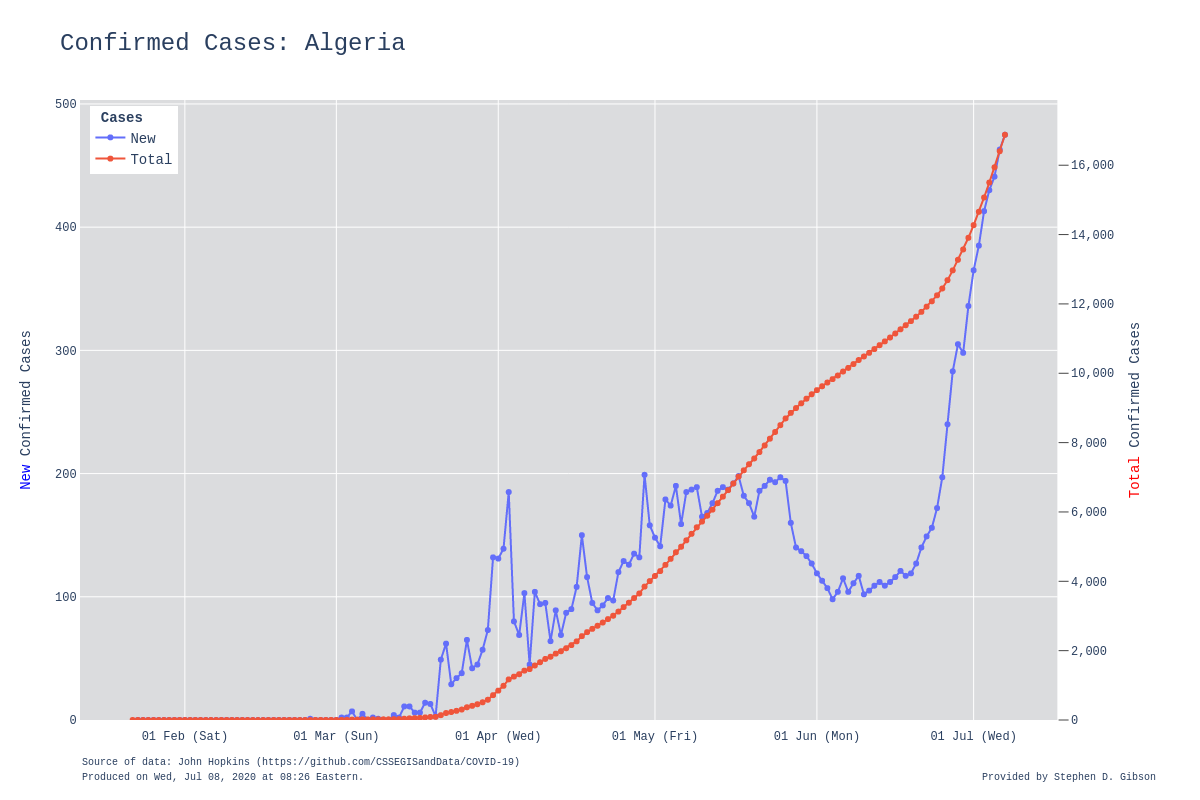 Confirmed Cases: Algeria
Cases
New
Total
500
400
300
200
100
0
16,000
14,000
12,000
10,000
8,000
6,000
4,000
2,000
0
New Confirmed Cases
Total Confirmed Cases
01 Feb (Sat)
01 Mar (Sun)
01 Apr (Wed)
01 May (Fri)
01 Jun (Mon)
01 Jul (Wed)
Source of data: John Hopkins (https://github.com/CSSEGISandData/COVID-19)
Produced on Wed, Jul 08, 2020 at 08:26 Eastern.
Provided by Stephen D. Gibson